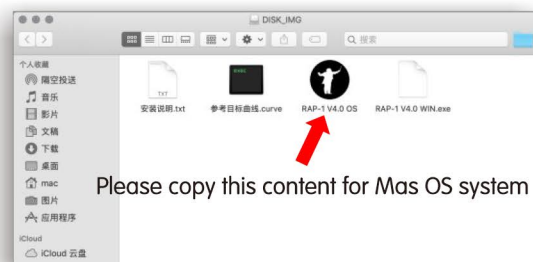 DISK_IMG
搜索
个人收藏
隔空投送
音乐
影片
文稿
下载
桌面
mac
图片
应用程序
iCloud
iCloud 云盘
TXT
安装说明.txt
参考目标曲线.curve
RAP-1 V4.0 OS
RAP-1 V4.0 WIN.exe
Please copy this content for Mas OS system